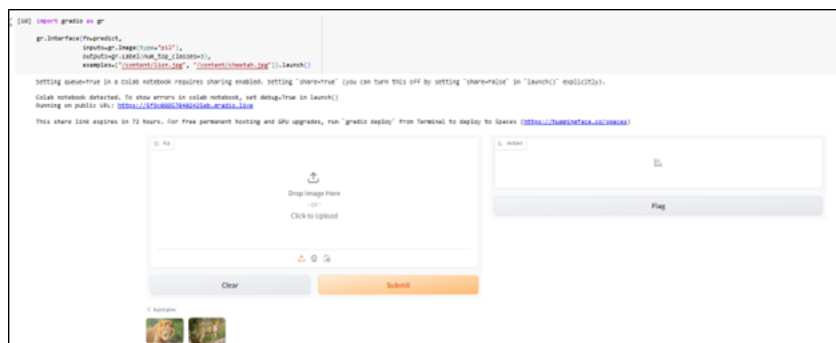 [10] import gradio as gr
gr.Interface(fn=predict,
inputs=gr.Image(type="pil"),
outputs=gr.Label(num_top_classes=3),
examples=["/content/lion.jpg", "/content/cheetah.jpg"]).launch()
Setting queue=True in a Colab notebook requires sharing enabled. Setting `share=True` (you can turn this off by setting `share=False` in `launch()` explicitly).
Colab notebook detected. To show errors in colab notebook, set debug=True in launch()
Running on public URL:
This share link expires in 72 hours. For free permanent hosting and GPU upgrades, run `gradio deploy` from Terminal to deploy to Spaces (https://huggingface.co/spaces)
Drop Image Here
- or -
Click to Upload
output
Flag
Clear
Submit
Examples